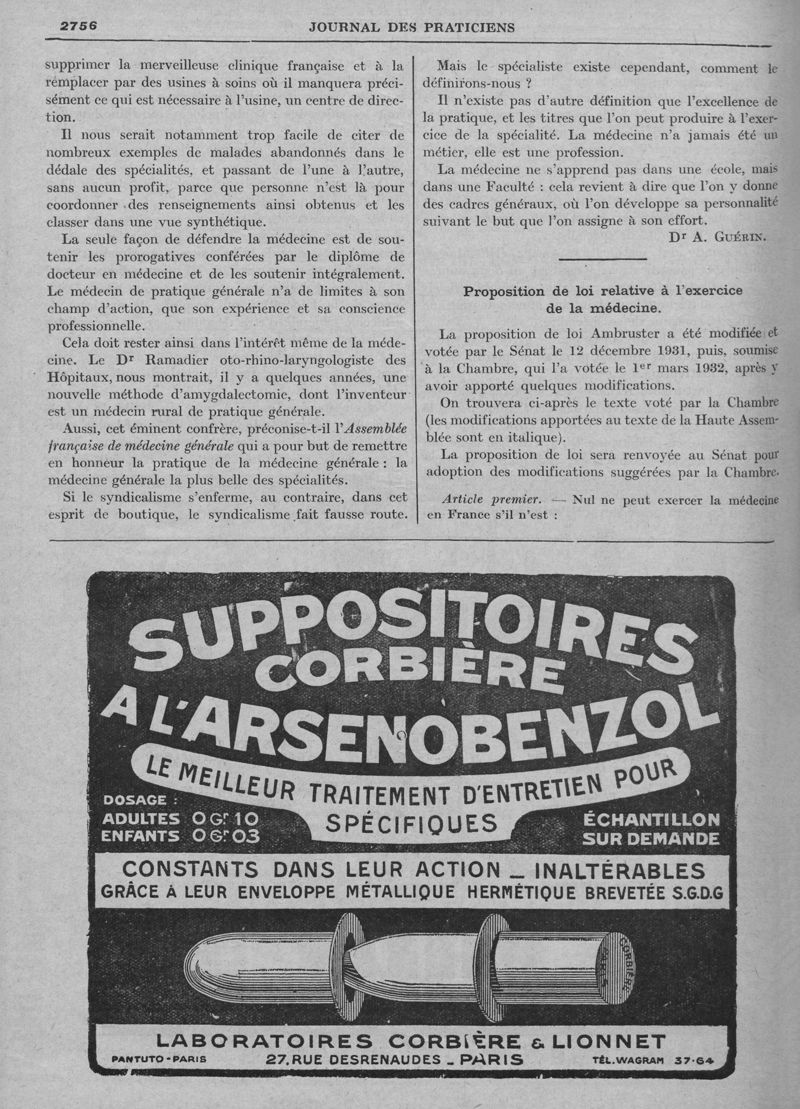 2756
JOURNAL DES PRATICIENS
supprimer la merveilleuse clinique française et à la
remplacer par des usines à soins où il manquera préci-
sément ce qui est nécessaire à l'usine, un centre de direc-
tion.
Il nous serait notamment trop facile de citer de
nombreux exemples de malades abandonnés dans le
dédale des spécialités, et passant de l'une à l'autre,
sans aucun profit, parce que personne n'est là pour
coordonner des renseignements ainsi obtenus et les
classer dans une vue synthétique.
La seule façon de défendre la médecine est de sou-
tenir les prorogatives conférées par le diplôme de
docteur en médecine et de les soutenir intégralement.
Le médecin de pratique générale n'a de limites à son
champ d'action, que son expérience et sa conscience
professionnelle.
Cela doit rester ainsi dans l'intérêt même de la méde-
cine. Le Dr Ramadier oto-rhino-laryngologiste des
Hôpitaux, nous montrait, il y a quelques années, une
nouvelle méthode d'amygdalectomie, dont l'inventeur
est un médecin rural de pratique générale.
Aussi, cet éminent confrère, préconise-t-il l'Assemblée
française de médecine générale qui a pour but de remettre
en honneur la pratique de la médecine générale : la
médecine générale la plus belle des spécialités.
Si le syndicalisme s'enferme, au contraire, dans cet
esprit de boutique, le syndicalisme fait fausse route.
Mais le spécialiste existe cependant, comment le
définirons-nous ?
Il n'existe pas d'autre définition que l'excellence de
la pratique, et les titres que l'on peut produire à l'exer-
cice de la spécialité. La médecine n'a jamais été un
métier, elle est une profession.
La médecine ne s'apprend pas dans une école, mais
dans une Faculté : cela revient à dire que l'on y donne
des cadres généraux, où l'on développe sa personnalité
suivant le but que l'on assigne à son effort.
Dr A. GUÉRIN.
Proposition de loi relative à l'exercice
de la médecine.
La proposition de loi Ambruster a été modifiée et
votée par le Sénat le 12 décembre 1931, puis, soumise
à la Chambre, qui l'a votée le 1er mars 1932, après y
avoir apporté quelques modifications.
On trouvera ci-après le texte voté par la Chambre
(les modifications apportées au texte de la Haute Assem-
blée sont en italique).
La proposition de loi sera renvoyée au Sénat pour
adoption des modifications suggérées par la Chambre.
Article premier. — Nul ne peut exercer la médecine
en France s'il n'est :
SUPPOSITOIRES
CORBIÈRE
A L'ARSENOBENZOL
LE MEILLEUR TRAITEMENT D'ENTRETIEN POUR
SPÉCIFIQUES
DOSAGE :
ADULTES 0 Gr 10
ENFANTS 0 Gr 03
ÉCHANTILLON
SUR DEMANDE
CONSTANTS DANS LEUR ACTION _ INALTÉRABLES
GRÂCE À LEUR ENVELOPPE MÉTALLIQUE HERMÉTIQUE BREVETÉE S.G.D.G
CORBIÈRE
PARIS
LABORATOIRES CORBIÈRE & LIONNET
PANTUTO-PARIS
27, RUE DESRENAUDES _ PARIS
TÉL. WAGRAM 37-64